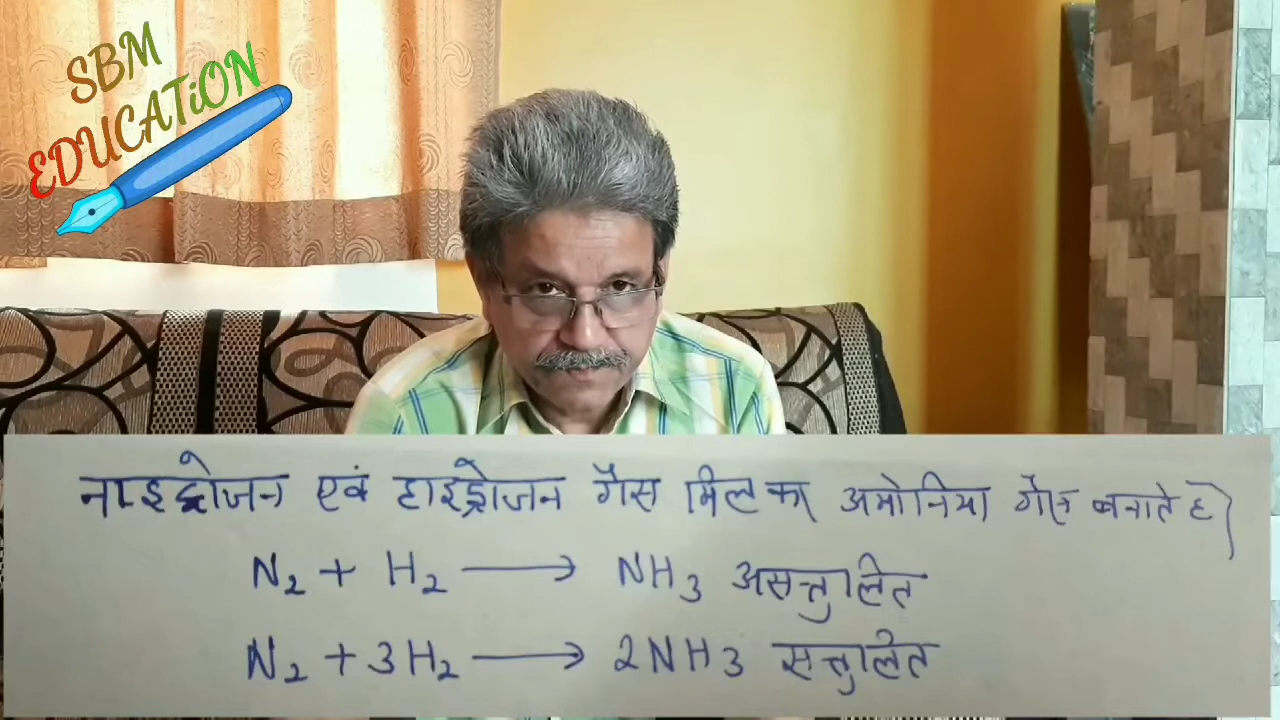 SBM
EDUCATiON
नाइट्रोजन एवं हाइड्रोजन गैस मिलकर अमोनिया गैस बनाते है।
N₂ + H₂ ⟶ NH₃ असन्तुलित
N₂ + 3H₂ ⟶ 2NH₃ सन्तुलित